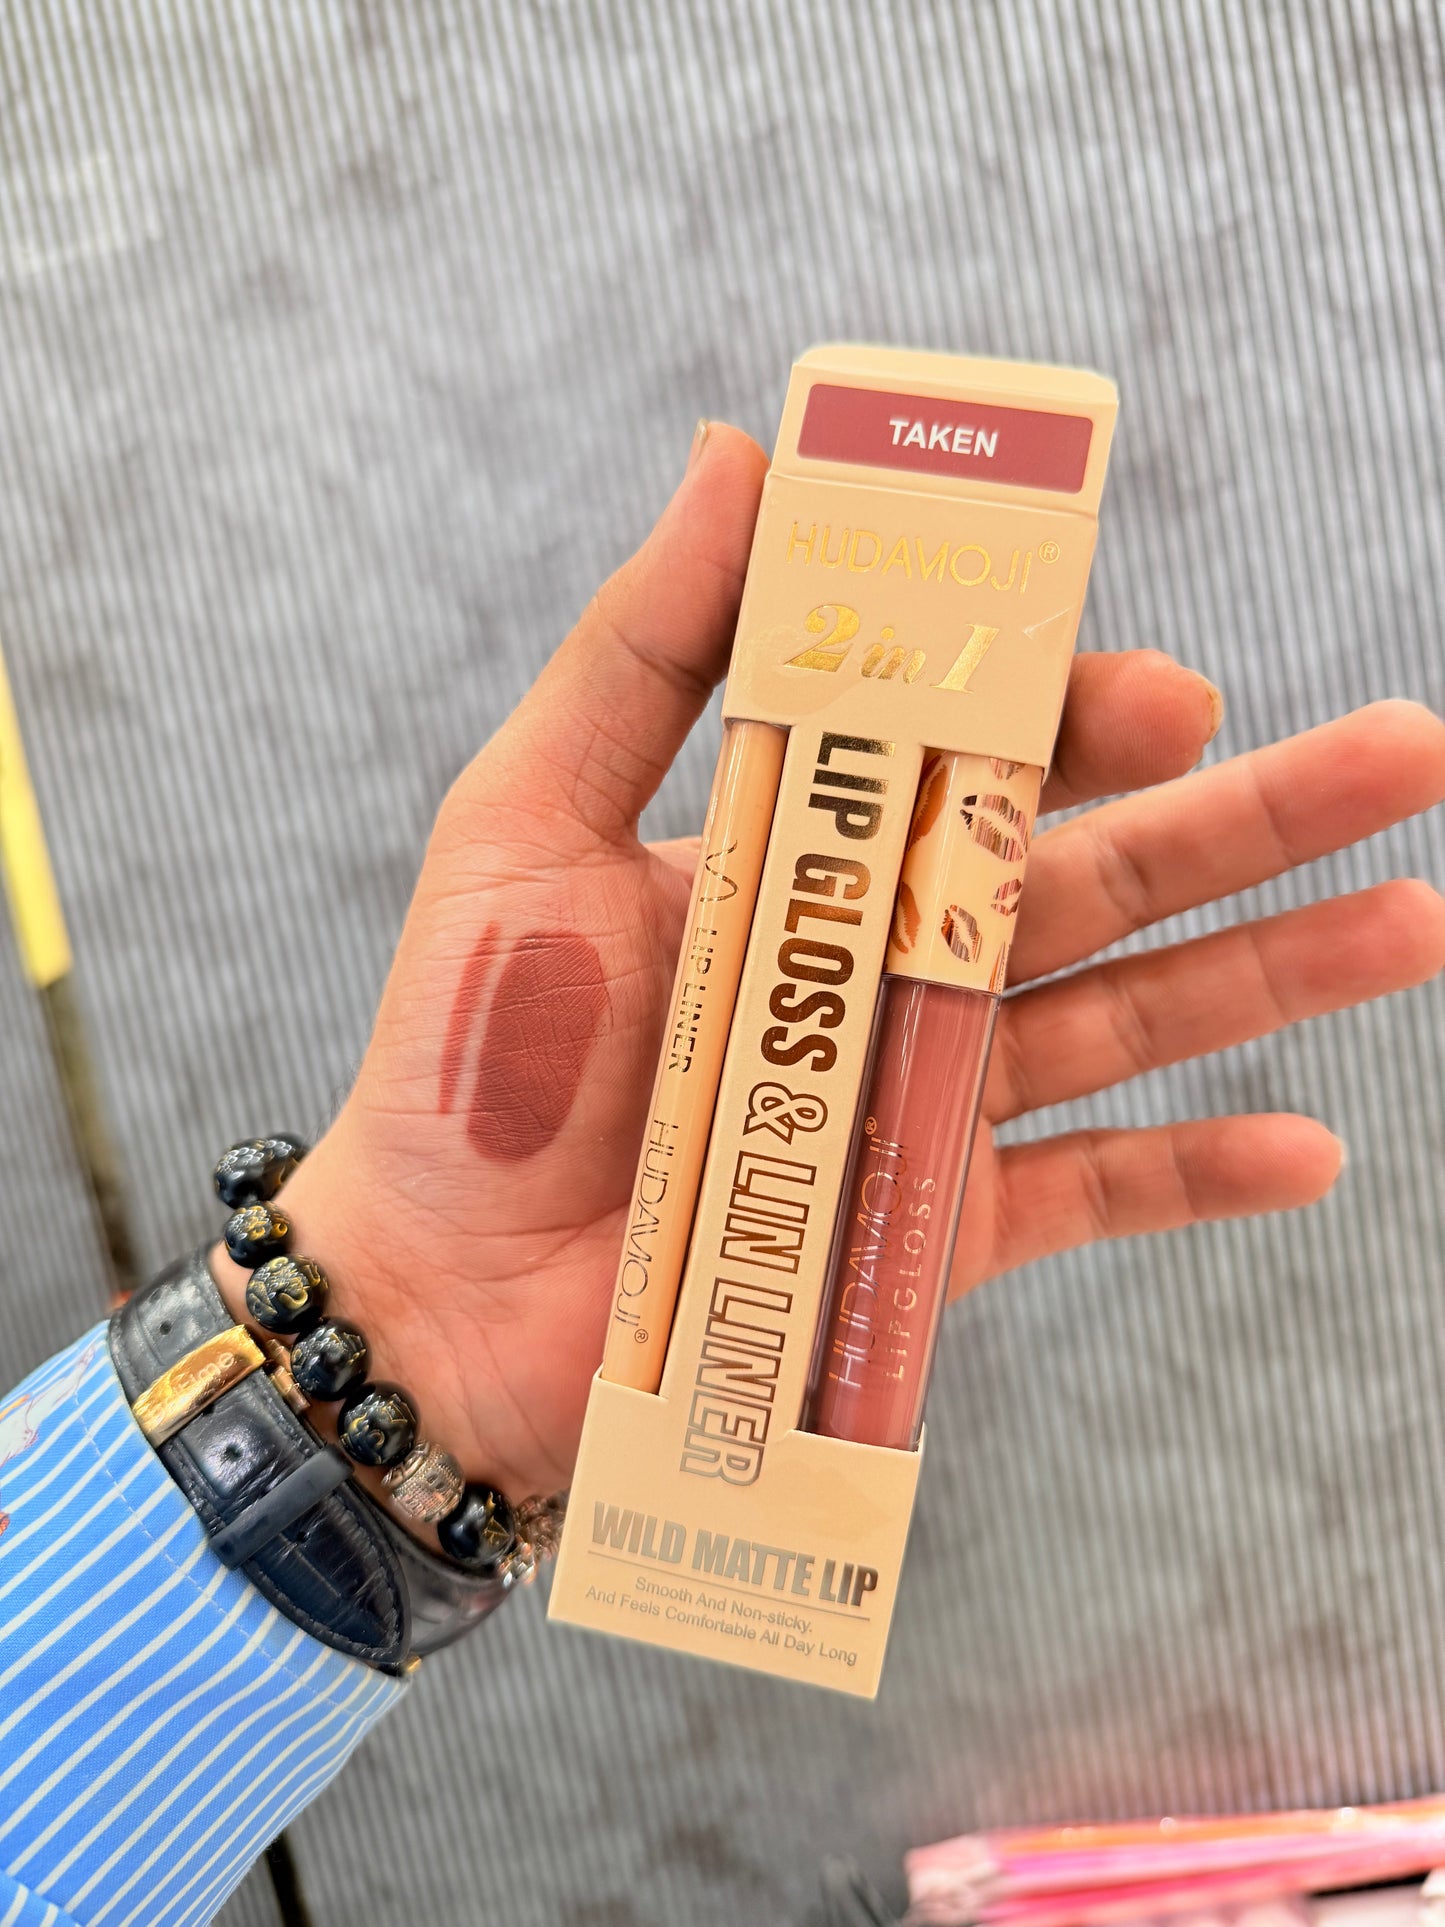 TAKEN
HUDAMOJI®
2 in 1
LIP GLOSS & LIN LINER
LIP LINER HUDAMOJI®
HUDAMOJI®
LIPGLOSS
WILD MATTE LIP
Smooth And Non-sticky.
And Feels Comfortable All Day Long